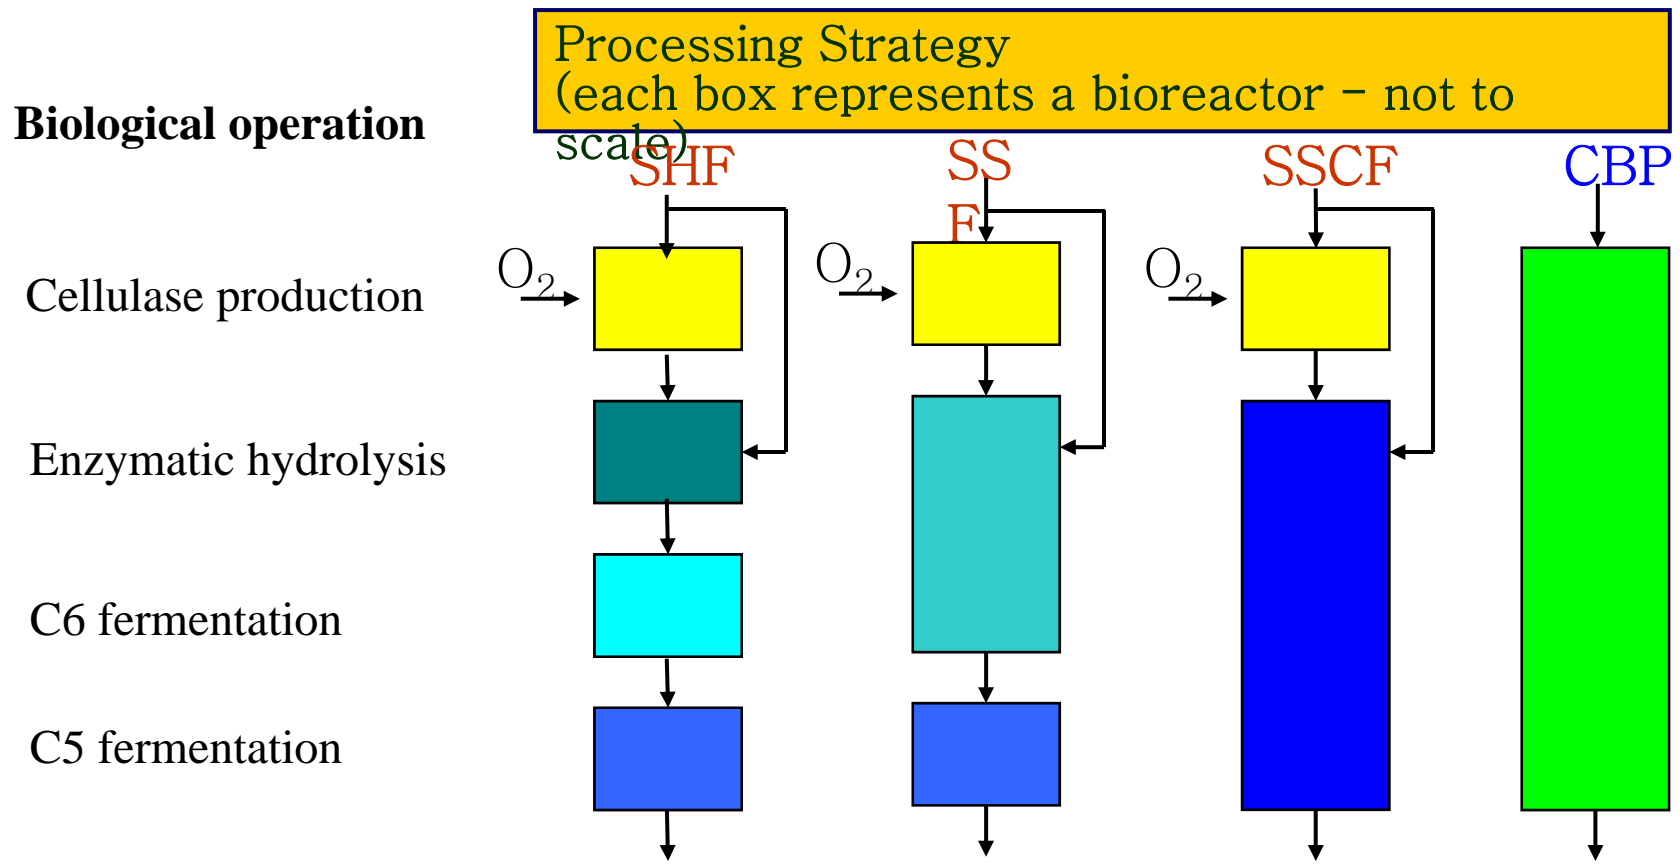 Processing Strategy
(each box represents a bioreactor - not to
scale)
Biological operation
SHF
SS
F
SSCF
CBP
O2
O2
O2
Cellulase production
Enzymatic hydrolysis
C6 fermentation
C5 fermentation